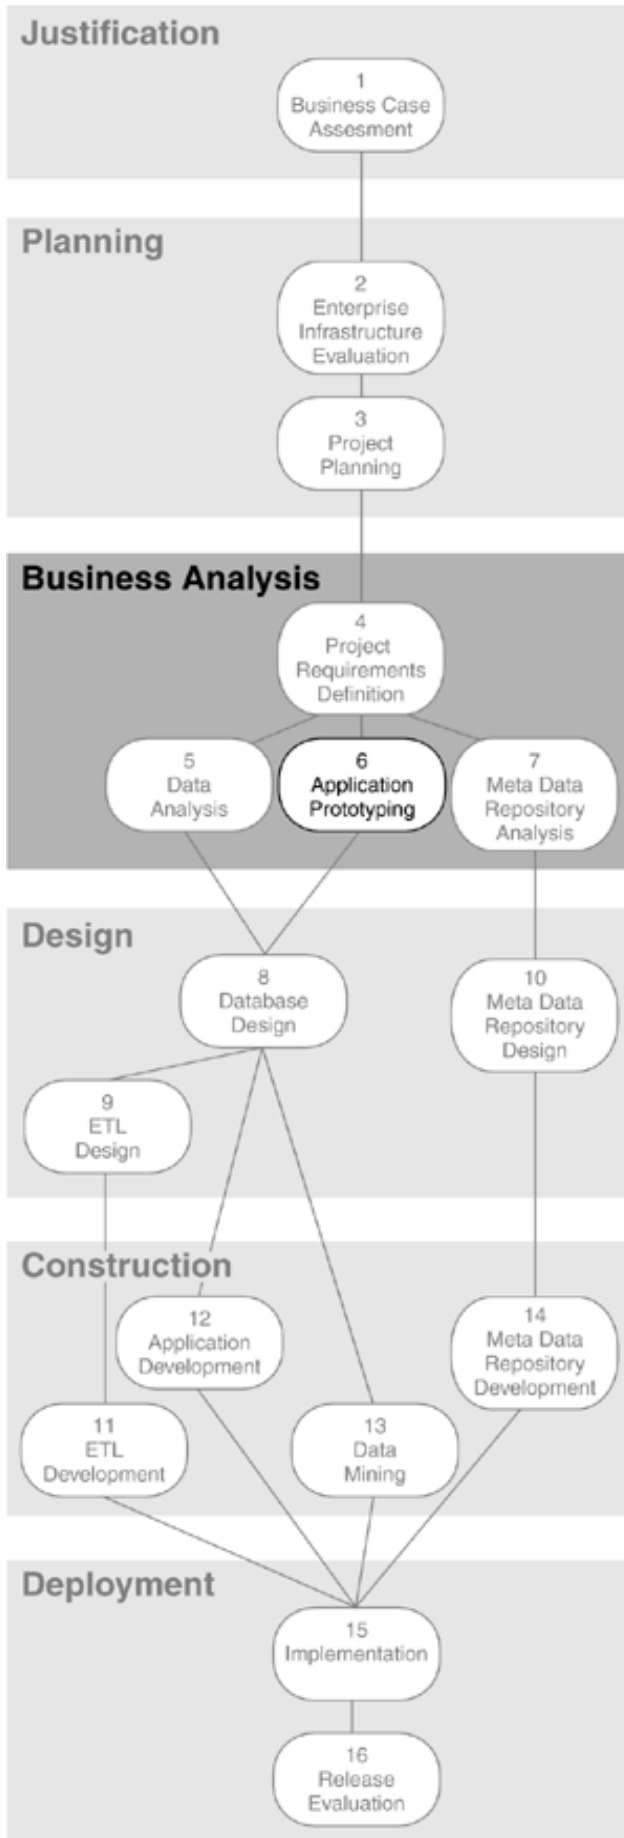 Justification
1
Business Case
Assesment
Planning
2
Enterprise
Infrastructure
Evaluation
3
Project
Planning
Business Analysis
4
Project
Requirements
Definition
5
Data
Analysis
6
Application
Prototyping
7
Meta Data
Repository
Analysis
Design
8
Database
Design
10
Meta Data
Repository
Design
9
ETL
Design
Construction
12
Application
Development
14
Meta Data
Repository
Development
11
ETL
Development
13
Data
Mining
Deployment
15
Implementation
16
Release
Evaluation